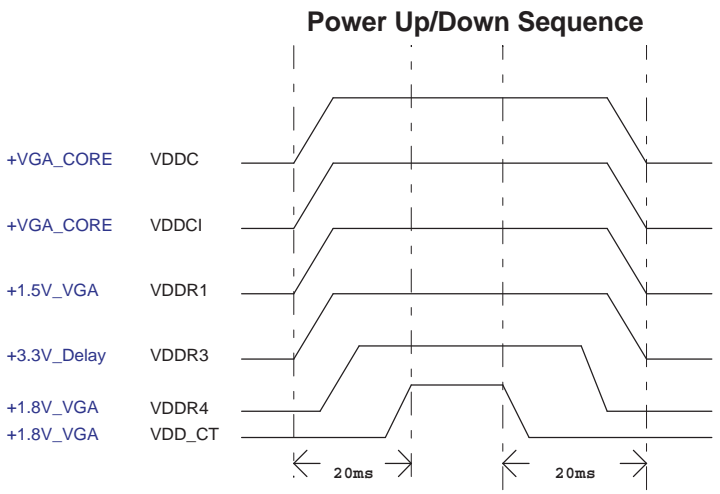 Power Up/Down Sequence
+VGA_CORE VDDC
+VGA_CORE VDDCI
+1.5V_VGA VDDR1
+3.3V_Delay VDDR3
+1.8V_VGA VDDR4
+1.8V_VGA VDD_CT
20ms 20ms